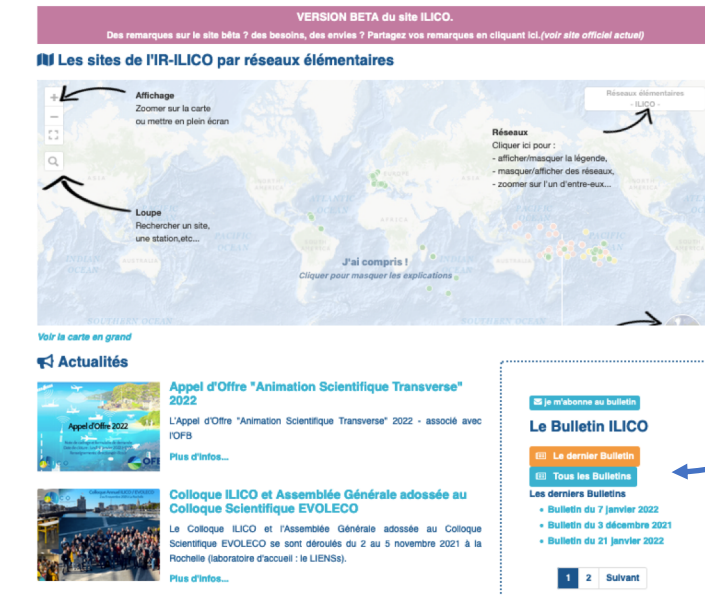 VERSION BETA du site ILICO.
Des remarques sur le site bêta ? des besoins, des envies ? Partagez vos remarques en cliquant ici.(voir site officiel actuel)
Les sites de l'IR-ILICO par réseaux élémentaires
Affichage
Zoomer sur la carte
ou mettre en plein écran
Réseaux élémentaires
- ILICO -
Réseaux
Cliquer ici pour :
- afficher/masquer la légende,
- masquer/afficher des réseaux,
- zoomer sur l'un d'entre-eux...
Loupe
Rechercher un site,
une station,etc...
J'ai compris !
Cliquer pour masquer les explications
Voir la carte en grand
Actualités
Appel d'Offre "Animation Scientifique Transverse"
2022
L'Appel d'Offre "Animation Scientifique Transverse" 2022 - associé avec
l'OFB
Plus d'infos...
Appel d'Offre 2022
Colloque ILICO et Assemblée Générale adossée au
Colloque Scientifique EVOLECO
Le Colloque ILICO et l'Assemblée Générale adossée au Colloque
Scientifique EVOLECO se sont déroulés du 2 au 5 novembre 2021 à La
Rochelle (laboratoire d'accueil : le LIENSs).
Plus d'infos...
je m'abonne au bulletin
Le Bulletin ILICO
Le dernier Bulletin
Tous les Bulletins
Les derniers Bulletins
• Bulletin du 7 janvier 2022
• Bulletin du 3 décembre 2021
• Bulletin du 21 janvier 2022
1 2 Suivant